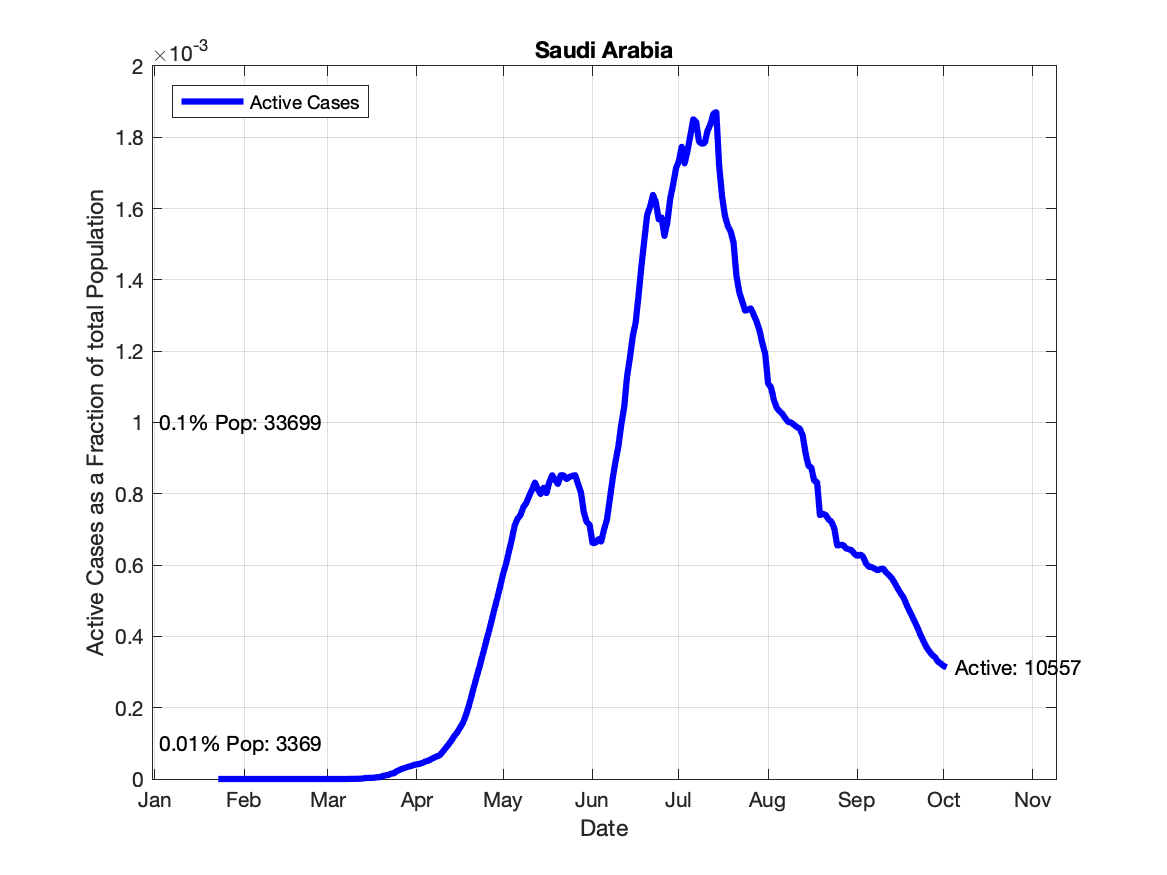 Saudi Arabia
×10-3
Active Cases
2
1.8
1.6
1.4
1.2
1
0.8
0.6
0.4
0.2
0
Active Cases as a Fraction of total Population
0.1% Pop: 33699
0.01% Pop: 3369
Active: 10557
Jan Feb Mar Apr May Jun Jul Aug Sep Oct Nov
Date